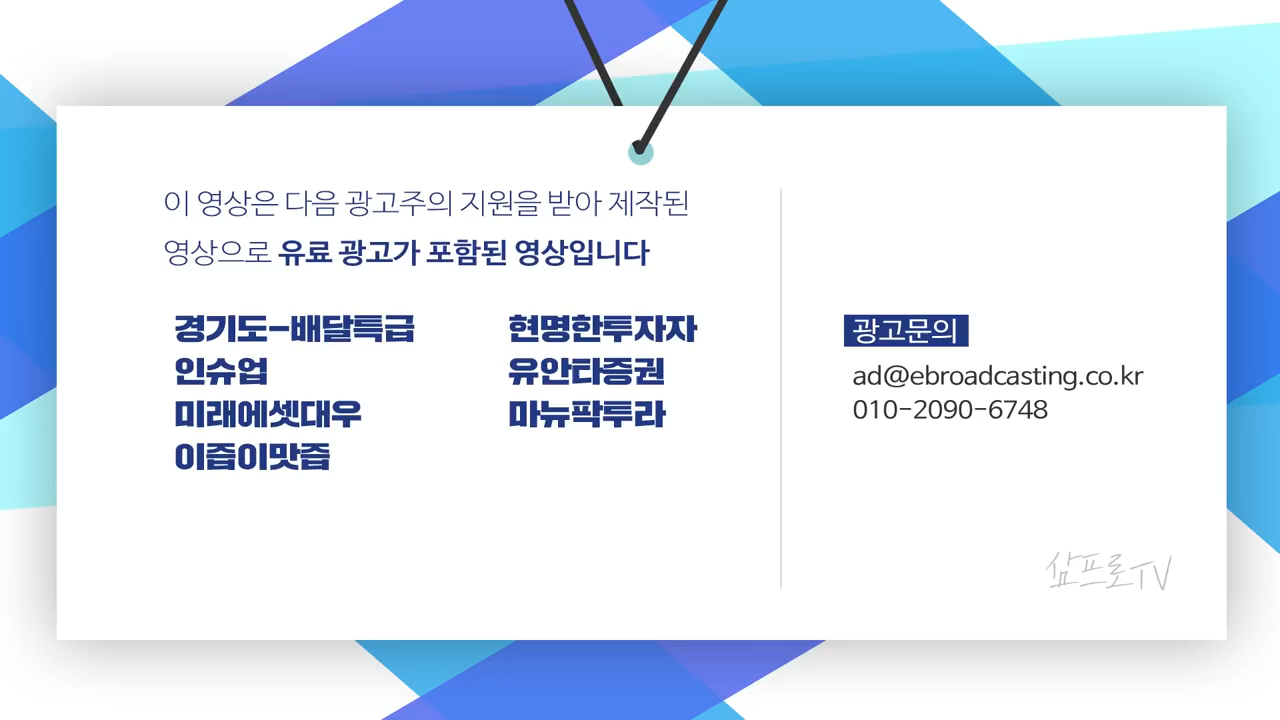 이 영상은 다음 광고주의 지원을 받아 제작된
영상으로 유료 광고가 포함된 영상입니다
경기도-배달특급
인슈업
미래에셋대우
이즙이맛즙
현명한투자자
유안타증권
마뉴팍투라
광고문의
ad@ebroadcasting.co.kr
010-2090-6748
삼프로TV